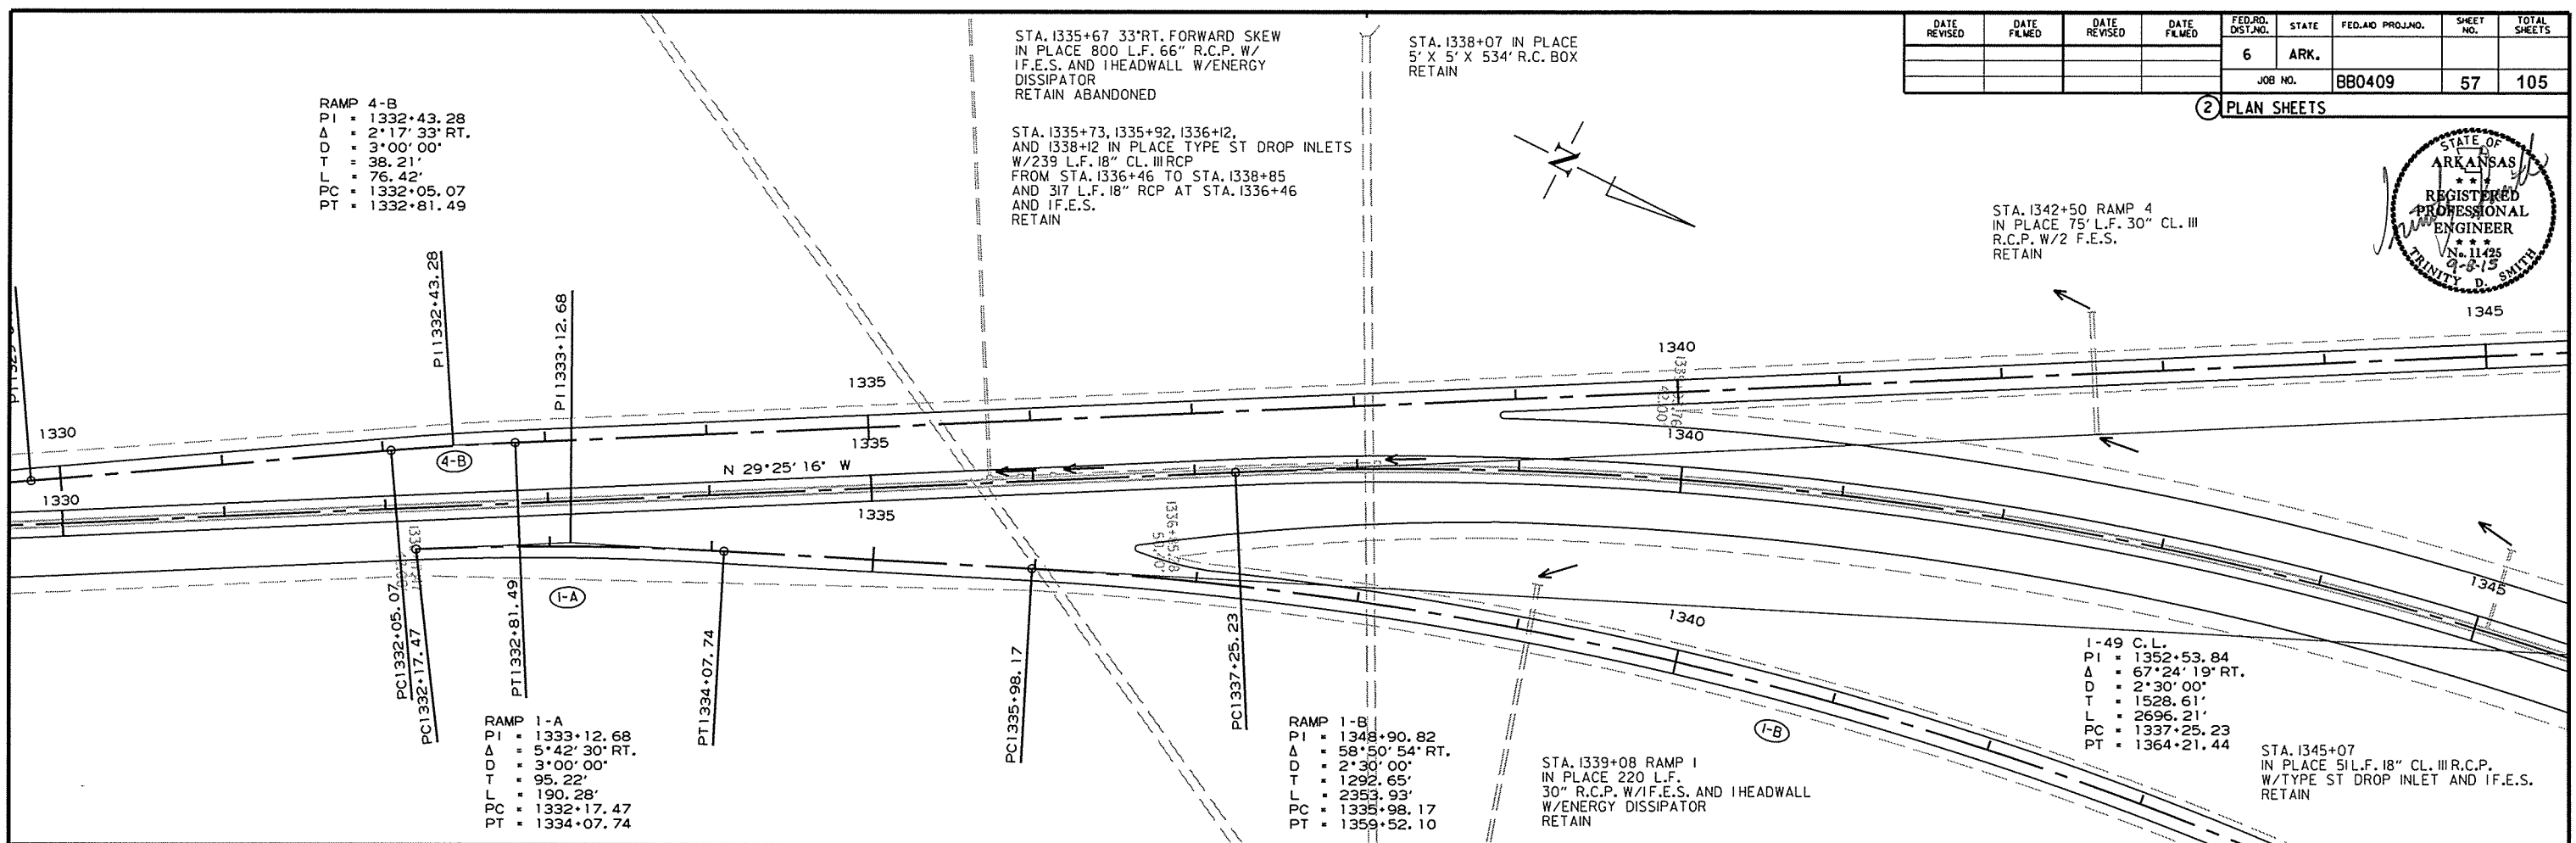 DATE REVISED
DATE FILMED
DATE REVISED
DATE FILMED
FED.RD. DIST.NO.
STATE
FED.AID PROJ.NO.
SHEET NO.
TOTAL SHEETS
6
ARK.
JOB NO.
BB0409
57
105
2 PLAN SHEETS
STATE OF
ARKANSAS
★ ★ ★
REGISTERED
PROFESSIONAL
ENGINEER
★ ★ ★
No. 11425
9-8-15
TRINITY D. SMITH
STA. 1335+67 33° RT. FORWARD SKEW
IN PLACE 800 L.F. 66" R.C.P. W/
1 F.E.S. AND 1 HEADWALL W/ENERGY
DISSIPATOR
RETAIN ABANDONED
STA. 1338+07 IN PLACE
5' X 5' X 534' R.C. BOX
RETAIN
RAMP 4-B
PI = 1332+43.28
Δ = 2°17'33" RT.
D = 3°00'00"
T = 38.21'
L = 76.42'
PC = 1332+05.07
PT = 1332+81.49
STA. 1335+73, 1335+92, 1336+12,
AND 1338+12 IN PLACE TYPE ST DROP INLETS
W/239 L.F. 18" CL. III RCP
FROM STA. 1336+46 TO STA. 1338+85
AND 317 L.F. 18" RCP AT STA. 1336+46
AND 1 F.E.S.
RETAIN
N
STA. 1342+50 RAMP 4
IN PLACE 75' L.F. 30" CL. III
R.C.P. W/2 F.E.S.
RETAIN
PI 1332+43.28
PI 1333+12.68
1345
1340
1335
1330
4-B
1335
1340
N 29°25'16" W
1330
1335
1345
1340
PC1332+05.07
PC1332+17.47
PT1332+81.49
1-A
PT1334+07.74
PC1335+98.17
PC1337+25.23
1-B
RAMP 1-A
PI = 1333+12.68
Δ = 5°42'30" RT.
D = 3°00'00"
T = 95.22'
L = 190.28'
PC = 1332+17.47
PT = 1334+07.74
RAMP 1-B
PI = 1348+90.82
Δ = 58°50'54" RT.
D = 2°30'00"
T = 1292.65'
L = 2353.93'
PC = 1335+98.17
PT = 1359+52.10
STA. 1339+08 RAMP 1
IN PLACE 220 L.F.
30" R.C.P. W/1 F.E.S. AND 1 HEADWALL
W/ENERGY DISSIPATOR
RETAIN
I-49 C.L.
PI = 1352+53.84
Δ = 67°24'19" RT.
D = 2°30'00"
T = 1528.61'
L = 2696.21'
PC = 1337+25.23
PT = 1364+21.44
STA. 1345+07
IN PLACE 51 L.F. 18" CL. III R.C.P.
W/TYPE ST DROP INLET AND 1 F.E.S.
RETAIN